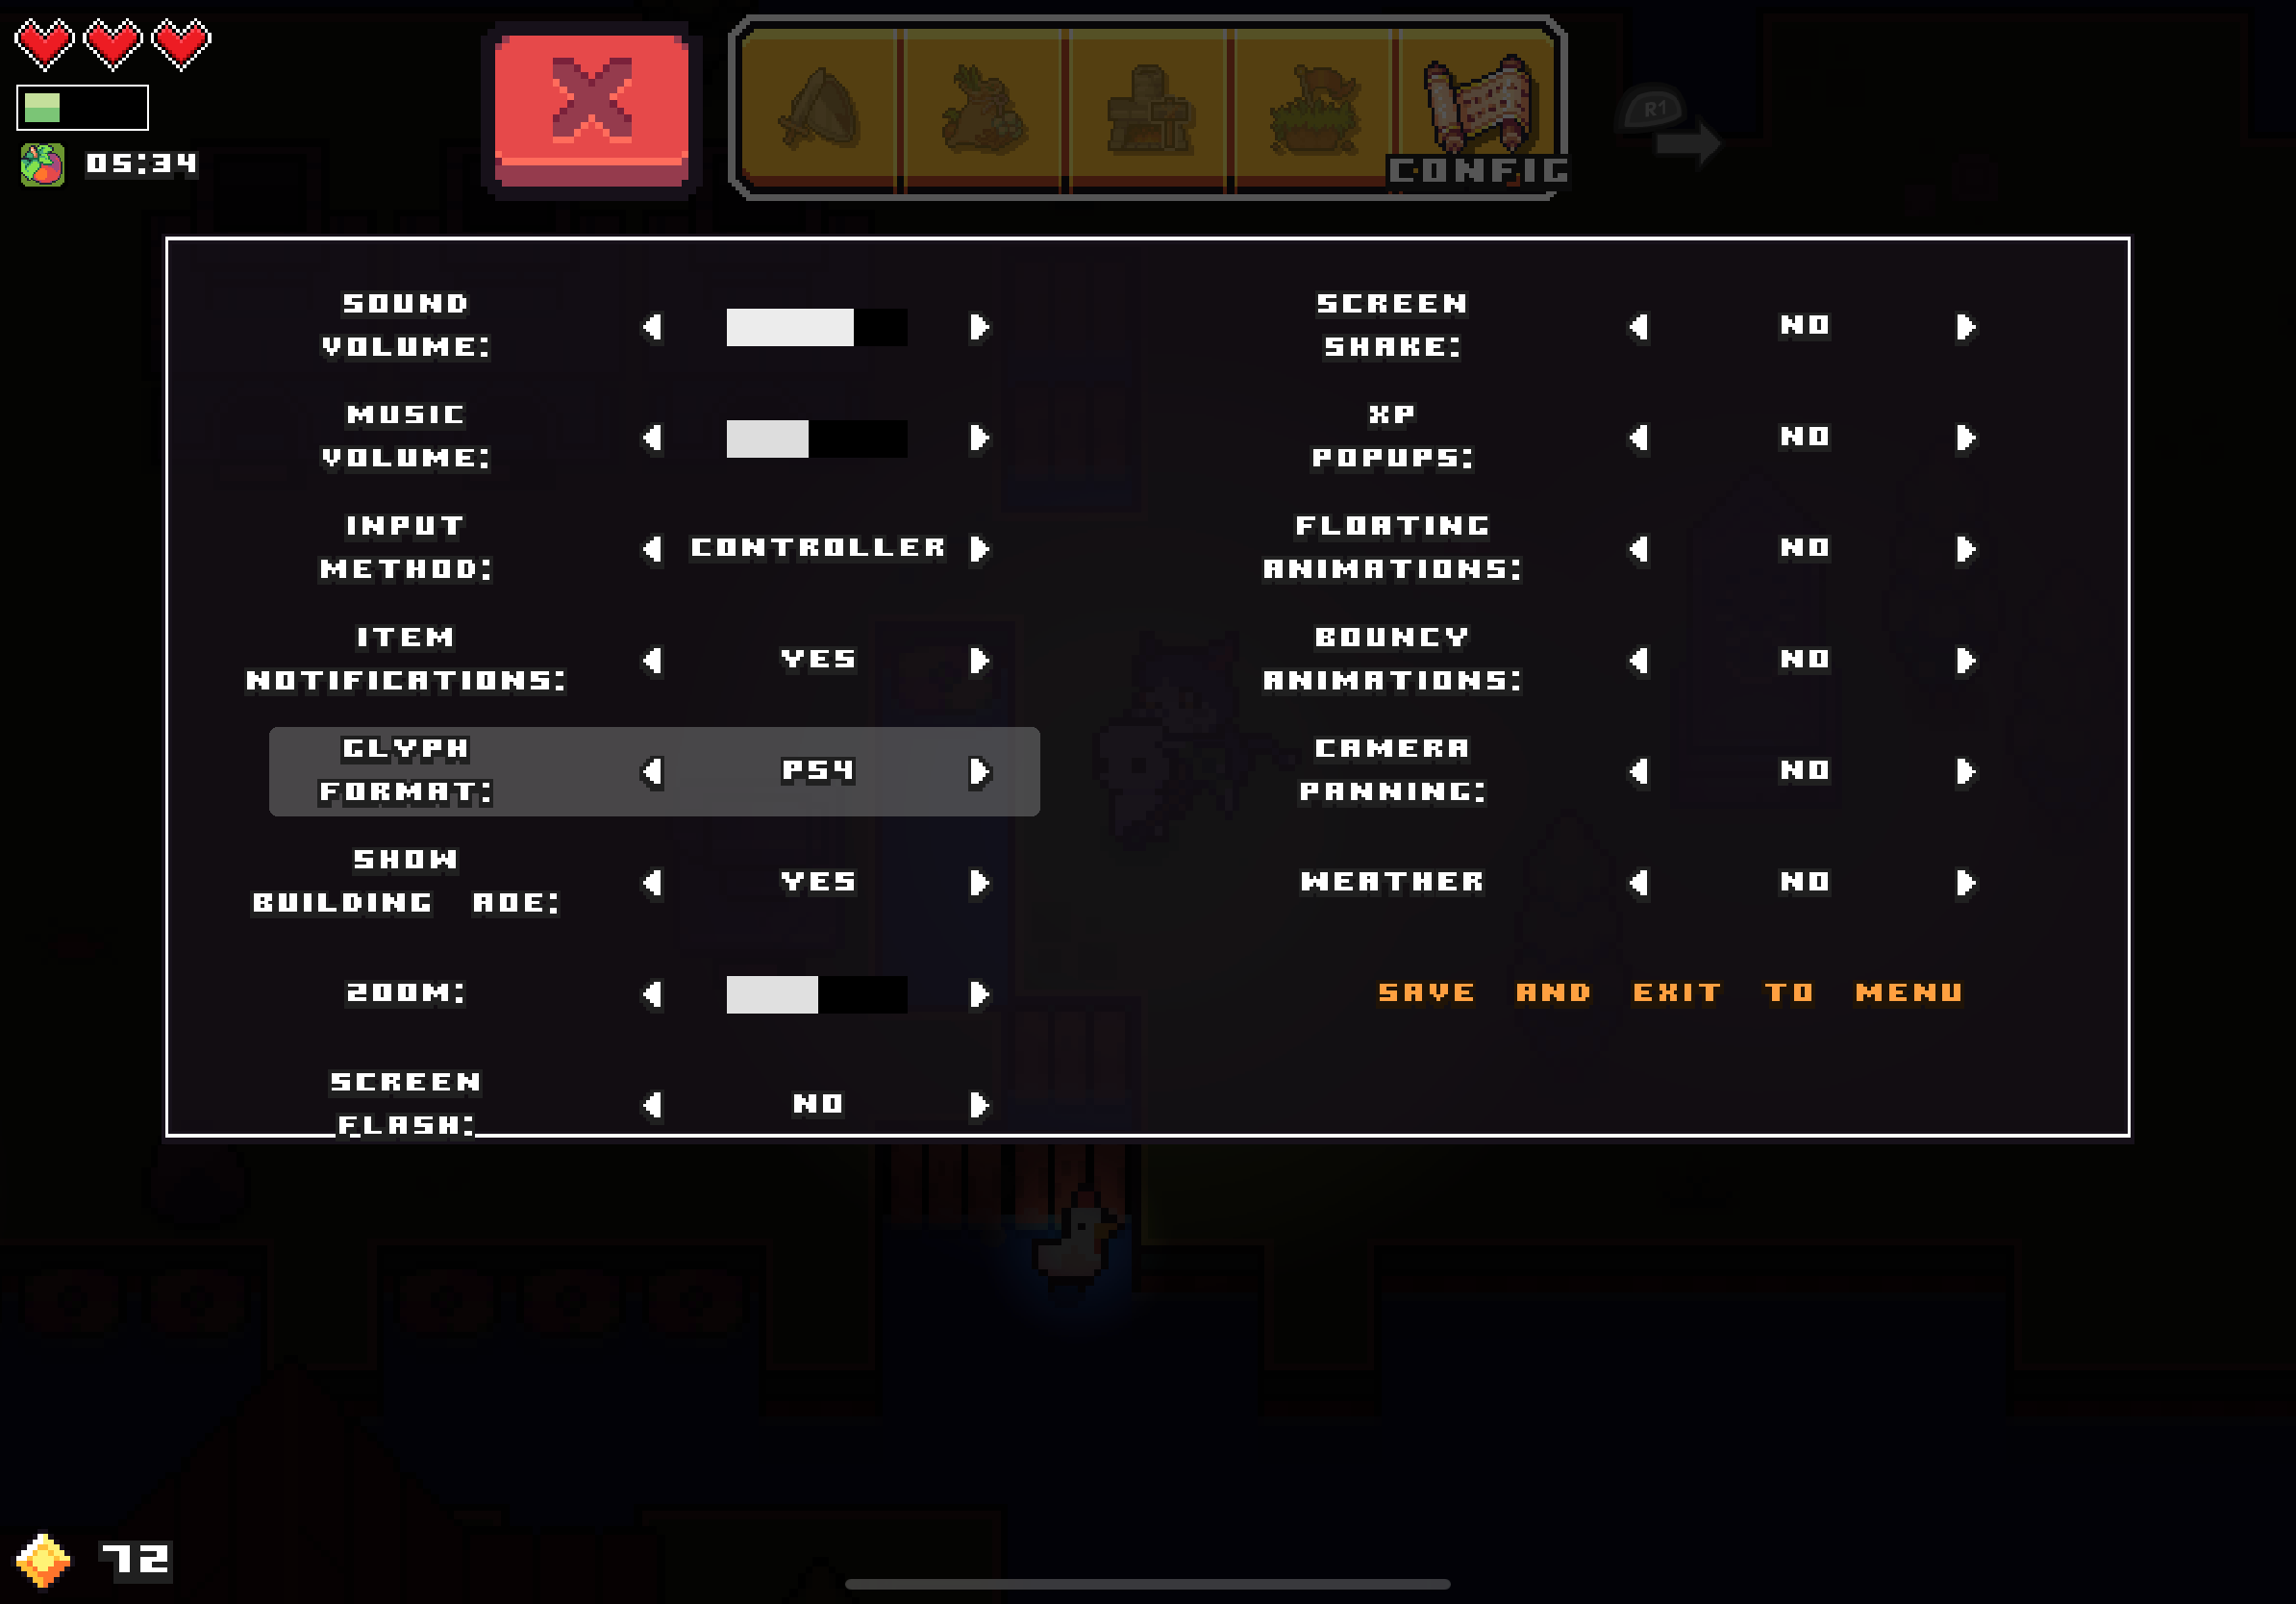 05:34
CONFIG
R1
SOUND
VOLUME:
MUSIC
VOLUME:
INPUT
METHOD:
CONTROLLER
ITEM
NOTIFICATIONS:
YES
GLYPH
FORMAT:
PS4
SHOW
BUILDING AOE:
YES
ZOOM:
SCREEN
FLASH:
NO
SCREEN
SHAKE:
NO
XP
POPUPS:
NO
FLOATING
ANIMATIONS:
NO
BOUNCY
ANIMATIONS:
NO
CAMERA
PANNING:
NO
WEATHER
NO
SAVE AND EXIT TO MENU
72